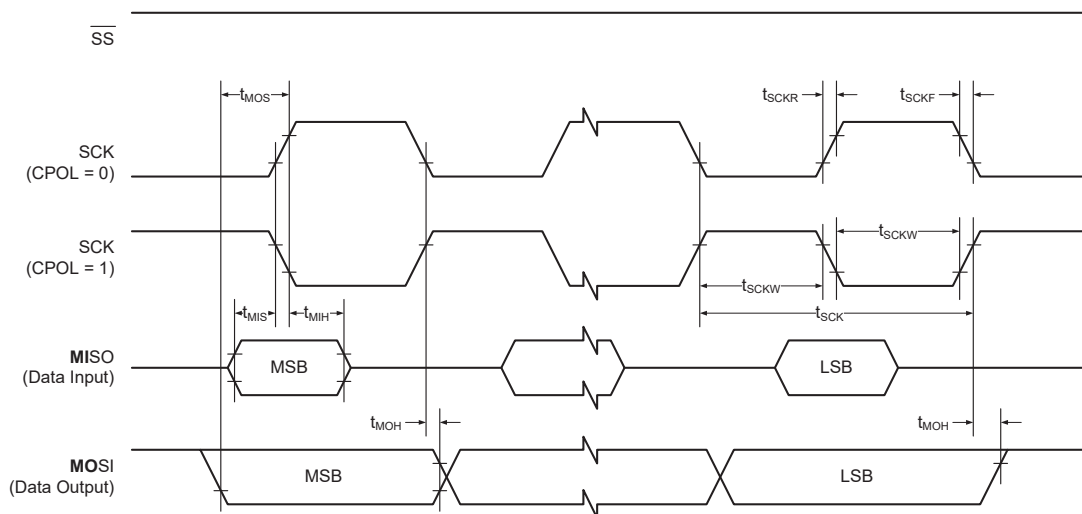 SS
tMOS
tSCKR
tSCKF
SCK
(CPOL = 0)
SCK
(CPOL = 1)
tSCKW
tSCKW
tSCK
tMIS
tMIH
MISO
(Data Input)
MSB
LSB
tMOH
tMOH
MOSI
(Data Output)
MSB
LSB